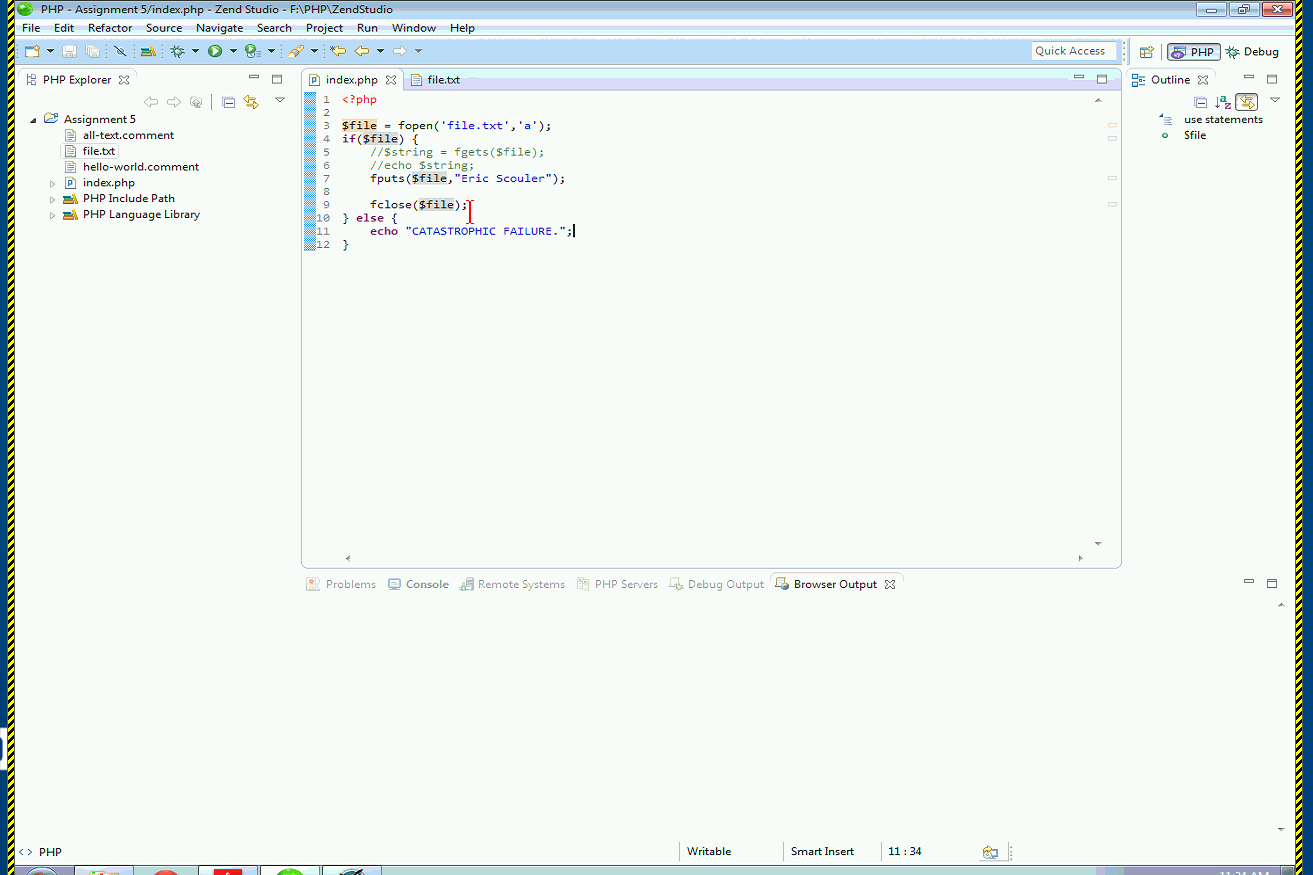 PHP - Assignment 5/index.php - Zend Studio - F:\PHP\ZendStudio
File Edit Refactor Source Navigate Search Project Run Window Help
Quick Access
PHP
Debug
PHP Explorer
Assignment 5
all-text.comment
file.txt
hello-world.comment
index.php
PHP Include Path
PHP Language Library
index.php
file.txt
1 <?php
2
3 $file = fopen('file.txt','a');
4 if($file) {
5 //$string = fgets($file);
6 //echo $string;
7 fputs($file,"Eric Scouler");
8
9 fclose($file);
10 } else {
11 echo "CATASTROPHIC FAILURE.";
12 }
Outline
use statements
$file
Problems Console Remote Systems PHP Servers Debug Output Browser Output
<> PHP
Writable
Smart Insert
11 : 34